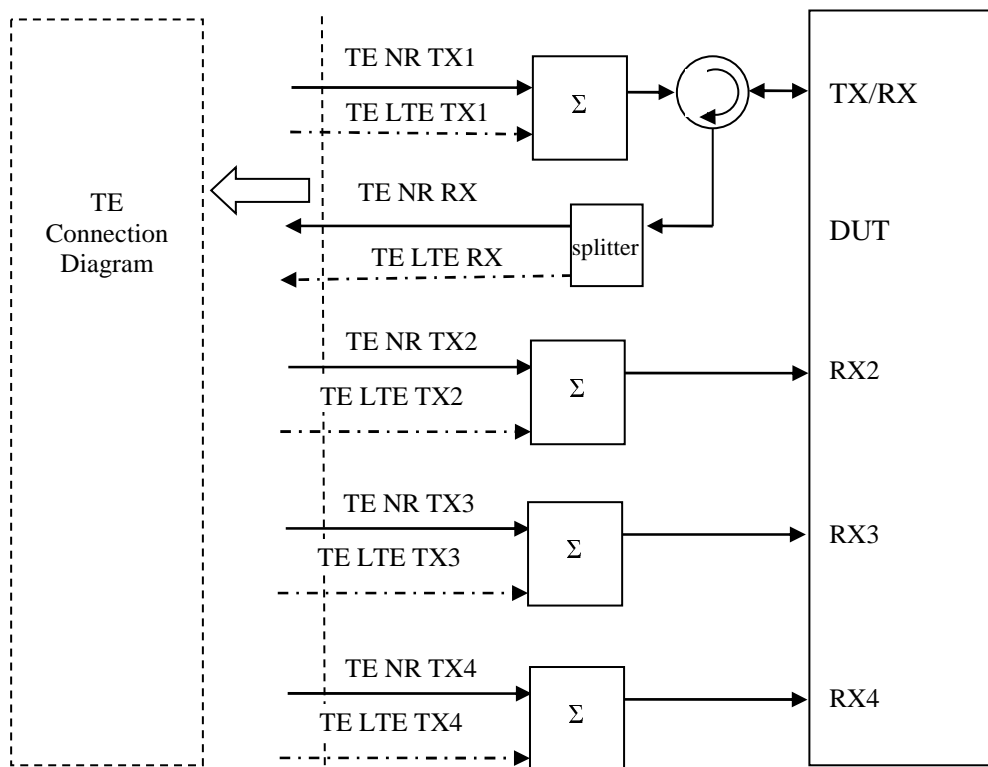 TE
Connection
Diagram
TE NR TX1
TE LTE TX1
Σ
TX/RX
TE NR RX
TE LTE RX
splitter
DUT
TE NR TX2
TE LTE TX2
Σ
RX2
TE NR TX3
TE LTE TX3
Σ
RX3
TE NR TX4
TE LTE TX4
Σ
RX4